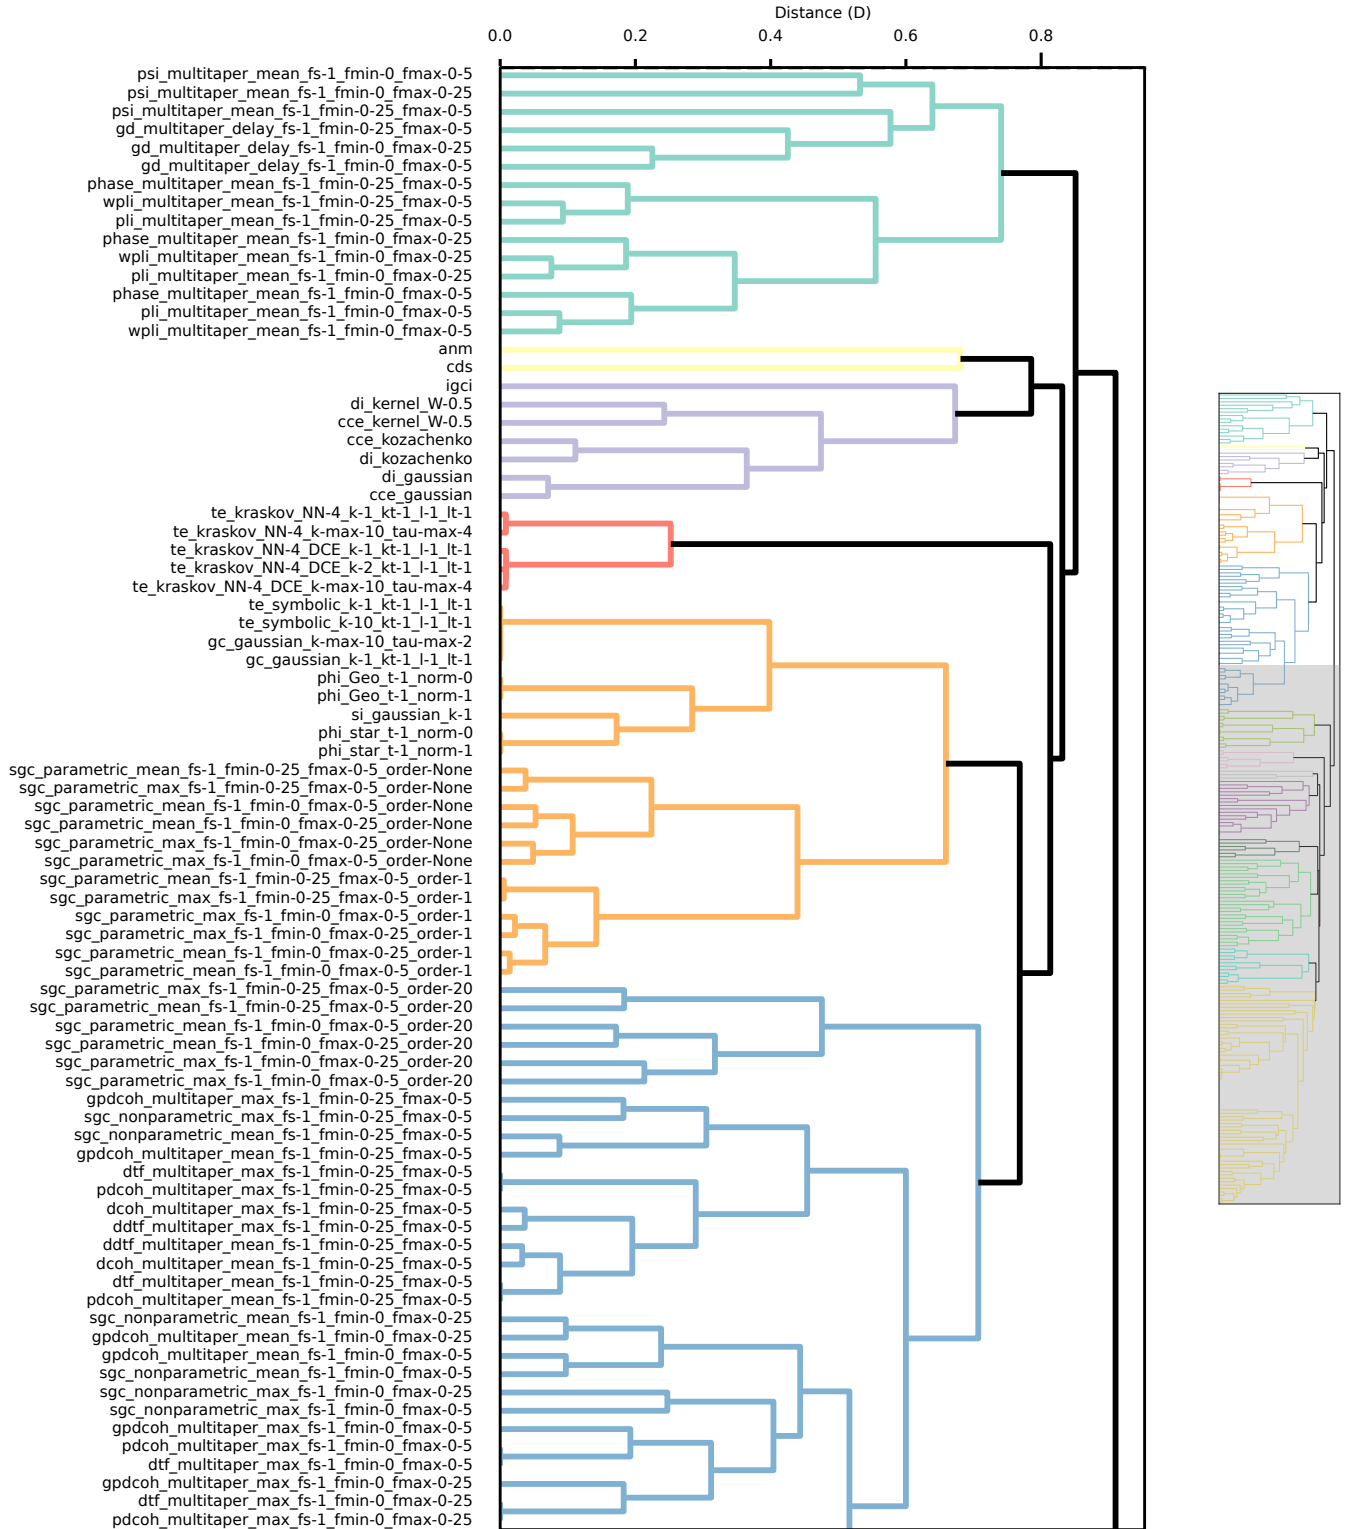 Distance (D)
0.0 0.2 0.4 0.6 0.8
psi_multitaper_mean_fs-1_fmin-0_fmax-0-5
psi_multitaper_mean_fs-1_fmin-0_fmax-0-25
psi_multitaper_mean_fs-1_fmin-0-25_fmax-0-5
gd_multitaper_delay_fs-1_fmin-0-25_fmax-0-5
gd_multitaper_delay_fs-1_fmin-0_fmax-0-25
gd_multitaper_delay_fs-1_fmin-0_fmax-0-5
phase_multitaper_mean_fs-1_fmin-0-25_fmax-0-5
wpli_multitaper_mean_fs-1_fmin-0-25_fmax-0-5
pli_multitaper_mean_fs-1_fmin-0-25_fmax-0-5
phase_multitaper_mean_fs-1_fmin-0_fmax-0-25
wpli_multitaper_mean_fs-1_fmin-0_fmax-0-25
pli_multitaper_mean_fs-1_fmin-0_fmax-0-25
phase_multitaper_mean_fs-1_fmin-0_fmax-0-5
pli_multitaper_mean_fs-1_fmin-0_fmax-0-5
wpli_multitaper_mean_fs-1_fmin-0_fmax-0-5
anm
cds
igci
di_kernel_W-0.5
cce_kernel_W-0.5
cce_kozachenko
di_kozachenko
di_gaussian
cce_gaussian
te_kraskov_NN-4_k-1_kt-1_l-1_lt-1
te_kraskov_NN-4_k-max-10_tau-max-4
te_kraskov_NN-4_DCE_k-1_kt-1_l-1_lt-1
te_kraskov_NN-4_DCE_k-2_kt-1_l-1_lt-1
te_kraskov_NN-4_DCE_k-max-10_tau-max-4
te_symbolic_k-1_kt-1_l-1_lt-1
te_symbolic_k-10_kt-1_l-1_lt-1
gc_gaussian_k-max-10_tau-max-2
gc_gaussian_k-1_kt-1_l-1_lt-1
phi_Geo_t-1_norm-0
phi_Geo_t-1_norm-1
si_gaussian_k-1
phi_star_t-1_norm-0
phi_star_t-1_norm-1
sgc_parametric_mean_fs-1_fmin-0-25_fmax-0-5_order-None
sgc_parametric_max_fs-1_fmin-0-25_fmax-0-5_order-None
sgc_parametric_mean_fs-1_fmin-0_fmax-0-5_order-None
sgc_parametric_mean_fs-1_fmin-0_fmax-0-25_order-None
sgc_parametric_max_fs-1_fmin-0_fmax-0-25_order-None
sgc_parametric_max_fs-1_fmin-0_fmax-0-5_order-None
sgc_parametric_mean_fs-1_fmin-0-25_fmax-0-5_order-1
sgc_parametric_max_fs-1_fmin-0-25_fmax-0-5_order-1
sgc_parametric_max_fs-1_fmin-0_fmax-0-5_order-1
sgc_parametric_max_fs-1_fmin-0_fmax-0-25_order-1
sgc_parametric_mean_fs-1_fmin-0_fmax-0-25_order-1
sgc_parametric_mean_fs-1_fmin-0_fmax-0-5_order-1
sgc_parametric_max_fs-1_fmin-0-25_fmax-0-5_order-20
sgc_parametric_mean_fs-1_fmin-0-25_fmax-0-5_order-20
sgc_parametric_mean_fs-1_fmin-0_fmax-0-5_order-20
sgc_parametric_mean_fs-1_fmin-0_fmax-0-25_order-20
sgc_parametric_max_fs-1_fmin-0_fmax-0-25_order-20
sgc_parametric_max_fs-1_fmin-0_fmax-0-5_order-20
gpdcoh_multitaper_max_fs-1_fmin-0-25_fmax-0-5
sgc_nonparametric_max_fs-1_fmin-0-25_fmax-0-5
sgc_nonparametric_mean_fs-1_fmin-0-25_fmax-0-5
gpdcoh_multitaper_mean_fs-1_fmin-0-25_fmax-0-5
dtf_multitaper_max_fs-1_fmin-0-25_fmax-0-5
pdcoh_multitaper_max_fs-1_fmin-0-25_fmax-0-5
dcoh_multitaper_max_fs-1_fmin-0-25_fmax-0-5
ddtf_multitaper_max_fs-1_fmin-0-25_fmax-0-5
ddtf_multitaper_mean_fs-1_fmin-0-25_fmax-0-5
dcoh_multitaper_mean_fs-1_fmin-0-25_fmax-0-5
dtf_multitaper_mean_fs-1_fmin-0-25_fmax-0-5
pdcoh_multitaper_mean_fs-1_fmin-0-25_fmax-0-5
sgc_nonparametric_mean_fs-1_fmin-0_fmax-0-25
gpdcoh_multitaper_mean_fs-1_fmin-0_fmax-0-25
gpdcoh_multitaper_mean_fs-1_fmin-0_fmax-0-5
sgc_nonparametric_mean_fs-1_fmin-0_fmax-0-5
sgc_nonparametric_max_fs-1_fmin-0_fmax-0-25
sgc_nonparametric_max_fs-1_fmin-0_fmax-0-5
gpdcoh_multitaper_max_fs-1_fmin-0_fmax-0-5
pdcoh_multitaper_max_fs-1_fmin-0_fmax-0-5
dtf_multitaper_max_fs-1_fmin-0_fmax-0-5
gpdcoh_multitaper_max_fs-1_fmin-0_fmax-0-25
dtf_multitaper_max_fs-1_fmin-0_fmax-0-25
pdcoh_multitaper_max_fs-1_fmin-0_fmax-0-25